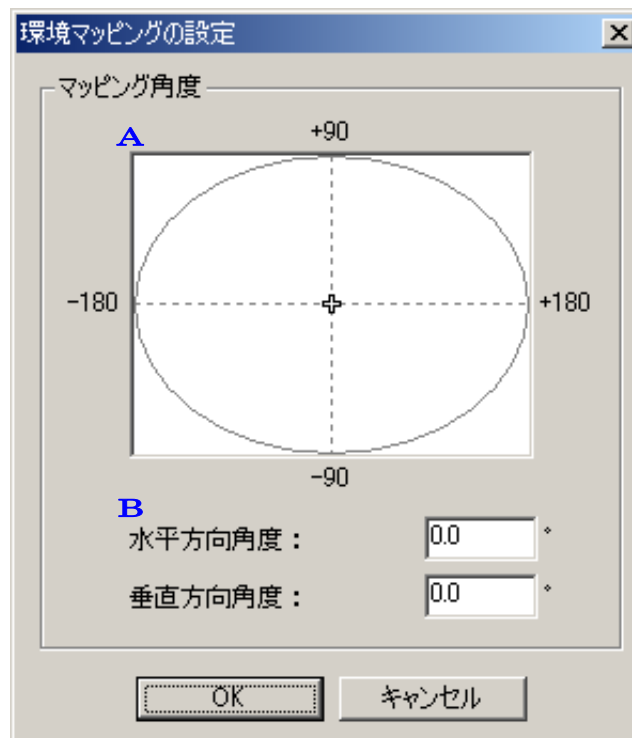 環境マッピングの設定
マッピング角度
A
+90
-180
+180
-90
B
水平方向角度： 0.0 °
垂直方向角度： 0.0 °
OK キャンセル